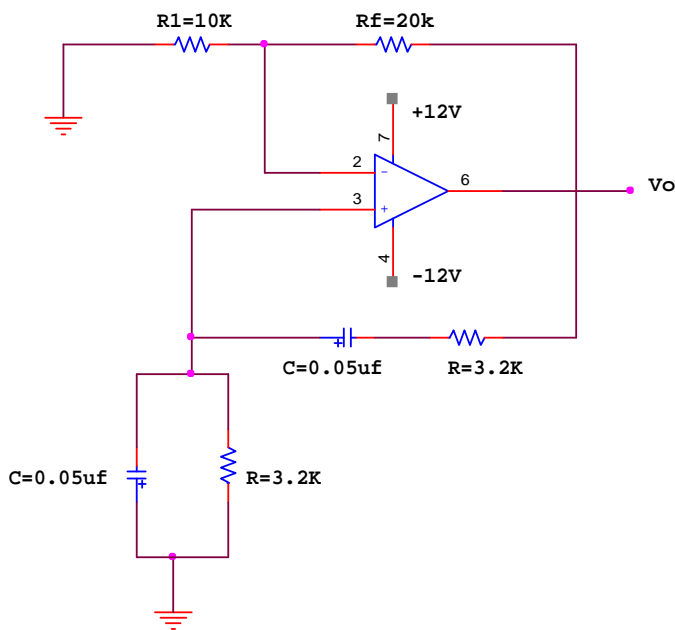 R1=10K
Rf=20k
+12V
7
2
6
Vo
3
4
-12V
C=0.05uf
R=3.2K
C=0.05uf
R=3.2K